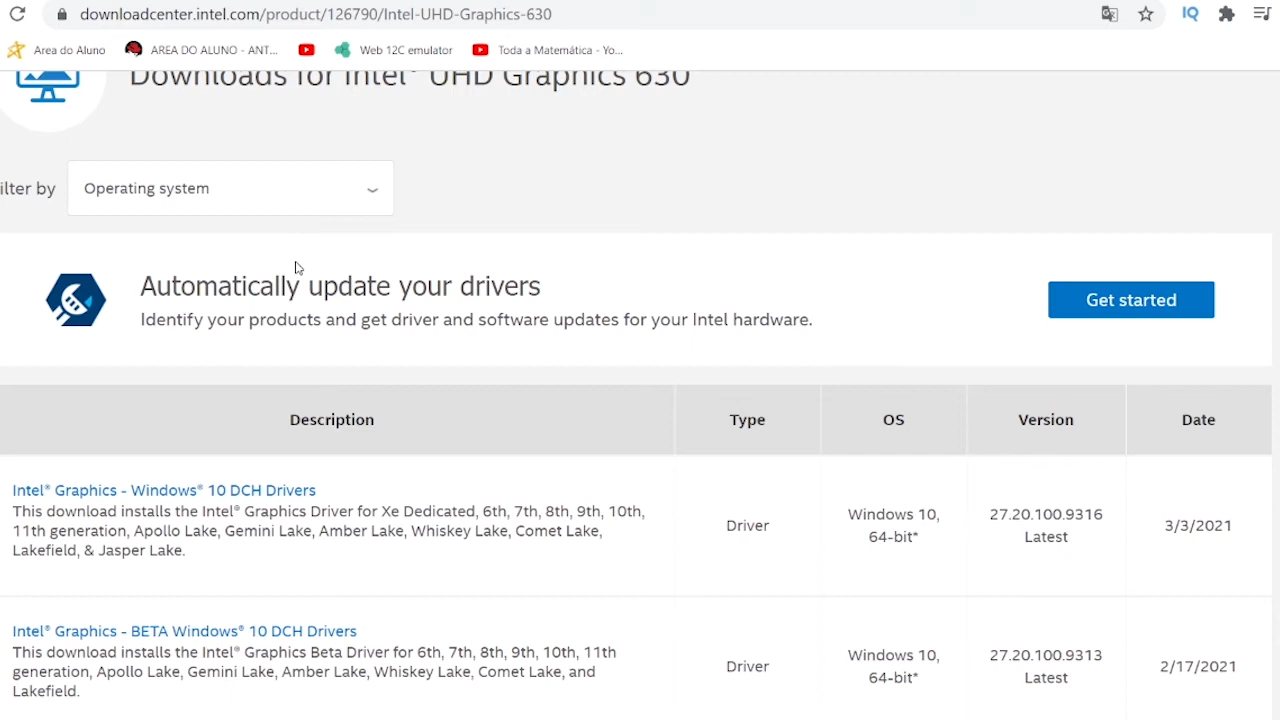 downloadcenter.intel.com/product/126790/Intel-UHD-Graphics-630
IQ
Area do Aluno
AREA DO ALUNO - ANT...
Web 12C emulator
Toda a Matemática - Yo...
Downloads for Intel® UHD Graphics 630
ilter by
Operating system
Automatically update your drivers
Identify your products and get driver and software updates for your Intel hardware.
Get started
Description
Type
OS
Version
Date
Intel® Graphics - Windows® 10 DCH Drivers
This download installs the Intel® Graphics Driver for Xe Dedicated, 6th, 7th, 8th, 9th, 10th,
11th generation, Apollo Lake, Gemini Lake, Amber Lake, Whiskey Lake, Comet Lake,
Lakefield, & Jasper Lake.
Driver
Windows 10,
64-bit*
27.20.100.9316
Latest
3/3/2021
Intel® Graphics - BETA Windows® 10 DCH Drivers
This download installs the Intel® Graphics Beta Driver for 6th, 7th, 8th, 9th, 10th, 11th
generation, Apollo Lake, Gemini Lake, Amber Lake, Whiskey Lake, Comet Lake, and
Lakefield.
Driver
Windows 10,
64-bit*
27.20.100.9313
Latest
2/17/2021